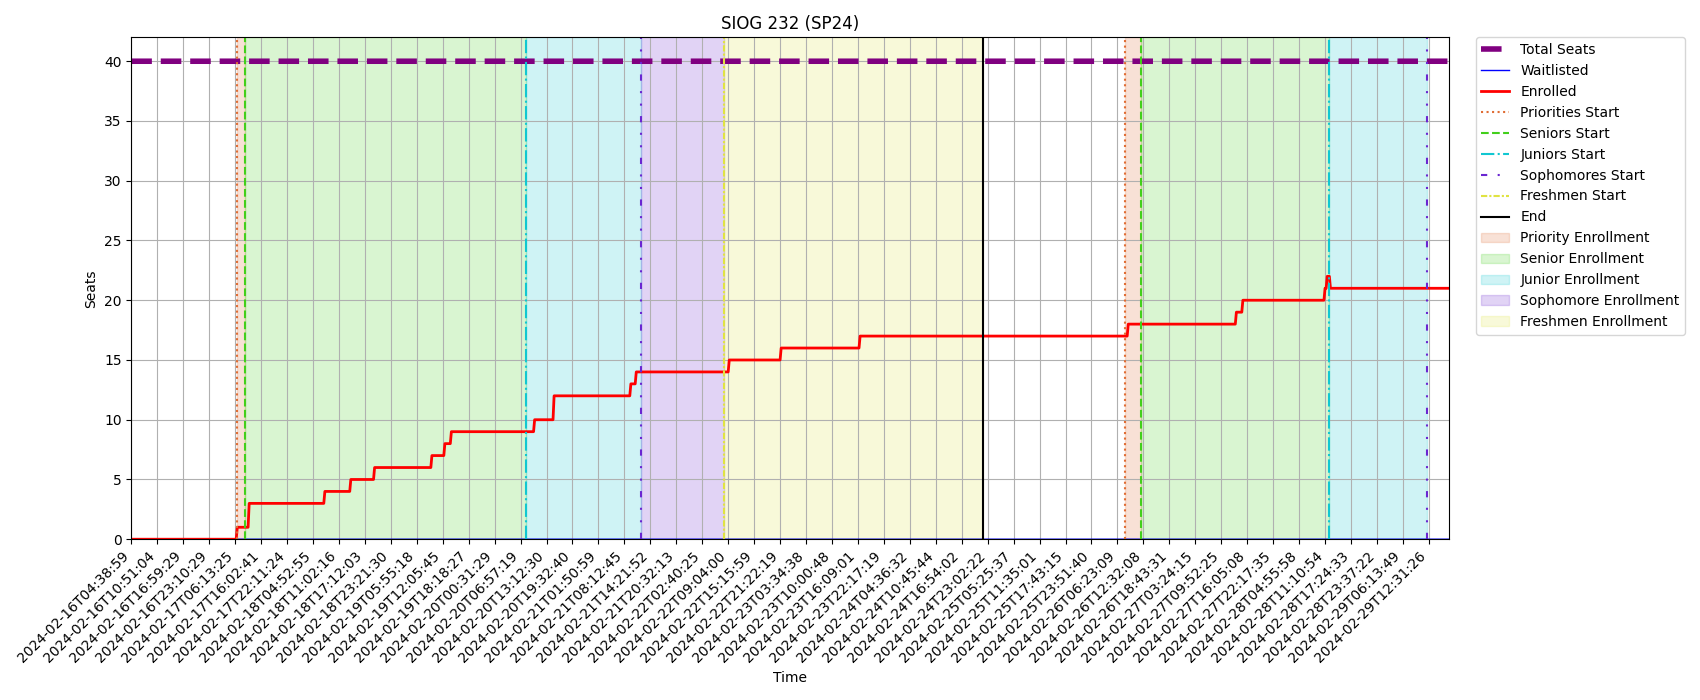 SIOG 232 (SP24)
Seats
40
35
30
25
20
15
10
5
0
2024-02-16T04:38:59
2024-02-16T10:51:04
2024-02-16T16:59:29
2024-02-16T23:10:29
2024-02-17T06:13:25
2024-02-17T16:02:41
2024-02-17T22:11:24
2024-02-18T04:52:55
2024-02-18T11:02:16
2024-02-18T17:12:03
2024-02-18T23:21:30
2024-02-19T05:55:18
2024-02-19T12:05:45
2024-02-19T18:18:27
2024-02-20T00:31:29
2024-02-20T06:57:19
2024-02-20T13:12:30
2024-02-20T19:32:40
2024-02-21T01:50:59
2024-02-21T08:12:45
2024-02-21T14:21:52
2024-02-21T20:32:13
2024-02-22T02:40:25
2024-02-22T09:04:00
2024-02-22T15:15:59
2024-02-22T21:22:19
2024-02-23T03:34:38
2024-02-23T10:00:48
2024-02-23T16:09:01
2024-02-23T22:17:19
2024-02-24T04:36:32
2024-02-24T10:45:44
2024-02-24T16:54:02
2024-02-24T23:02:22
2024-02-25T05:25:37
2024-02-25T11:35:01
2024-02-25T17:43:15
2024-02-25T23:51:40
2024-02-26T06:23:09
2024-02-26T12:32:08
2024-02-26T18:43:31
2024-02-27T03:24:15
2024-02-27T09:52:25
2024-02-27T16:05:08
2024-02-27T22:17:35
2024-02-28T04:55:58
2024-02-28T11:10:54
2024-02-28T17:24:33
2024-02-28T23:37:22
2024-02-29T06:13:49
2024-02-29T12:31:26
Time
Total Seats
Waitlisted
Enrolled
Priorities Start
Seniors Start
Juniors Start
Sophomores Start
Freshmen Start
End
Priority Enrollment
Senior Enrollment
Junior Enrollment
Sophomore Enrollment
Freshmen Enrollment